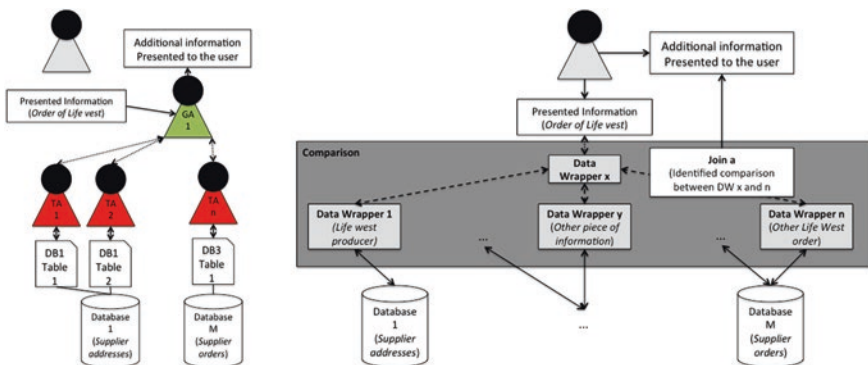 Additional information
Presented to the user
Presented Information
(Order of Life vest)
GA
1
TA
1
TA
2
TA
n
DB1
Table
1
DB1
Table
2
DB3
Table
1
Database
1
(Supplier
addresses)
Database
M
(Supplier
orders)
Additional information
Presented to the user
Presented Information
(Order of Life vest)
Comparison
Data
Wrapper x
Join a
(Identified comparison
between DW x and n
Data Wrapper 1
(Life west
producer)
...
Data Wrapper y
(Other piece of
information)
...
Data Wrapper n
(Other Life West
order)
Database
1
(Supplier
addresses)
...
Database
M
(Supplier
orders)